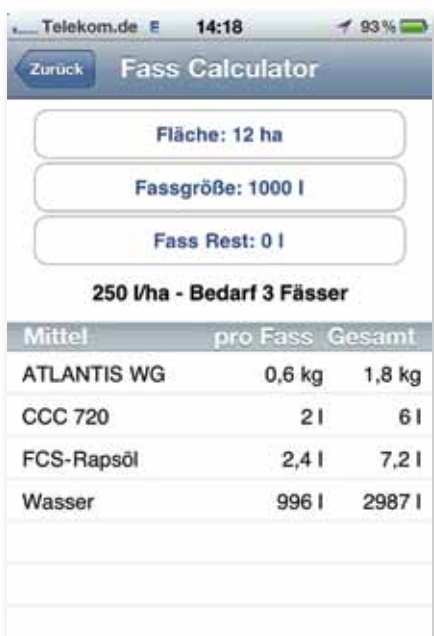 Telekom.de E 14:18 93%
Zurück Fass Calculator
Fläche: 12 ha
Fassgröße: 1000 l
Fass Rest: 0 l
250 l/ha - Bedarf 3 Fässer
Mittel pro Fass Gesamt
ATLANTIS WG 0,6 kg 1,8 kg
CCC 720 2 l 6 l
FCS-Rapsöl 2,4 l 7,2 l
Wasser 996 l 2987 l